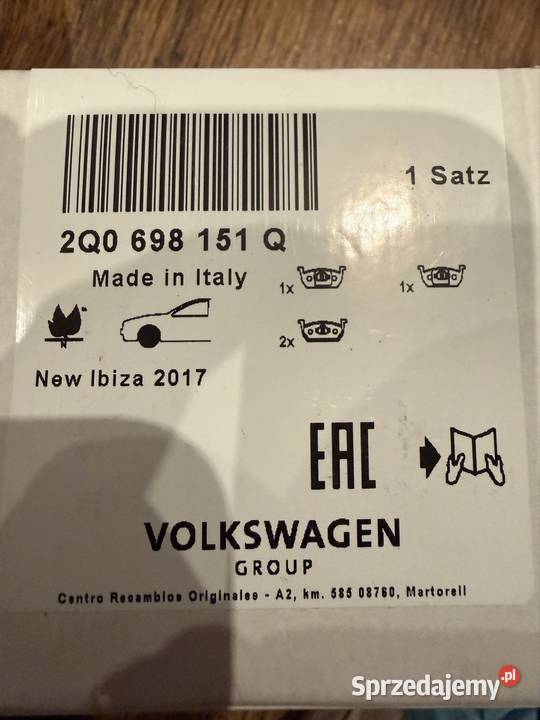 1 Satz
2Q0 698 151 Q
Made in Italy
1x
1x
2x
N
New Ibiza 2017
EAC
VOLKSWAGEN
GROUP
Centro Recambios Originales - A2, km. 585 08760, Martorell
Sprzedajemy.pl